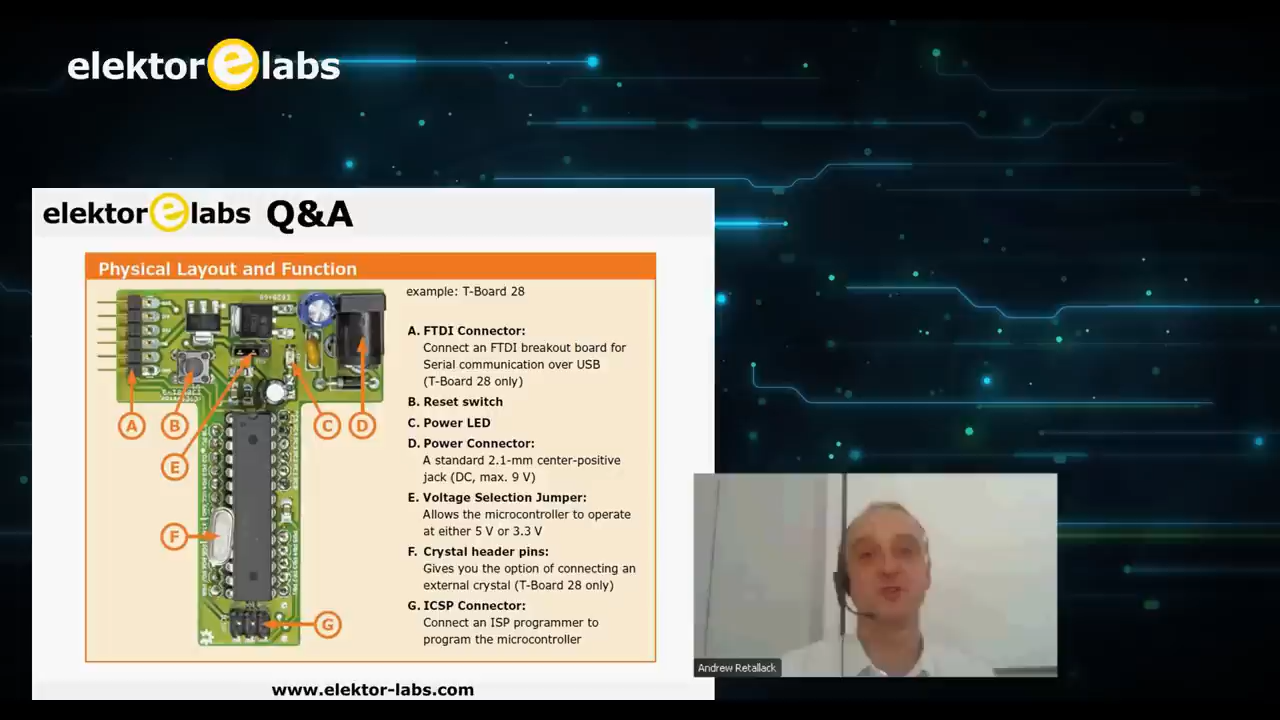 elektor e labs
elektor e labs Q&A
Physical Layout and Function
example: T-Board 28
A. FTDI Connector:
Connect an FTDI breakout board for
Serial communication over USB
(T-Board 28 only)
B. Reset switch
C. Power LED
D. Power Connector:
A standard 2.1-mm center-positive
jack (DC, max. 9 V)
E. Voltage Selection Jumper:
Allows the microcontroller to operate
at either 5 V or 3.3 V
F. Crystal header pins:
Gives you the option of connecting an
external crystal (T-Board 28 only)
G. ICSP Connector:
Connect an ISP programmer to
program the microcontroller
A
B
C
D
E
F
G
www.elektor-labs.com
Andrew Retallack